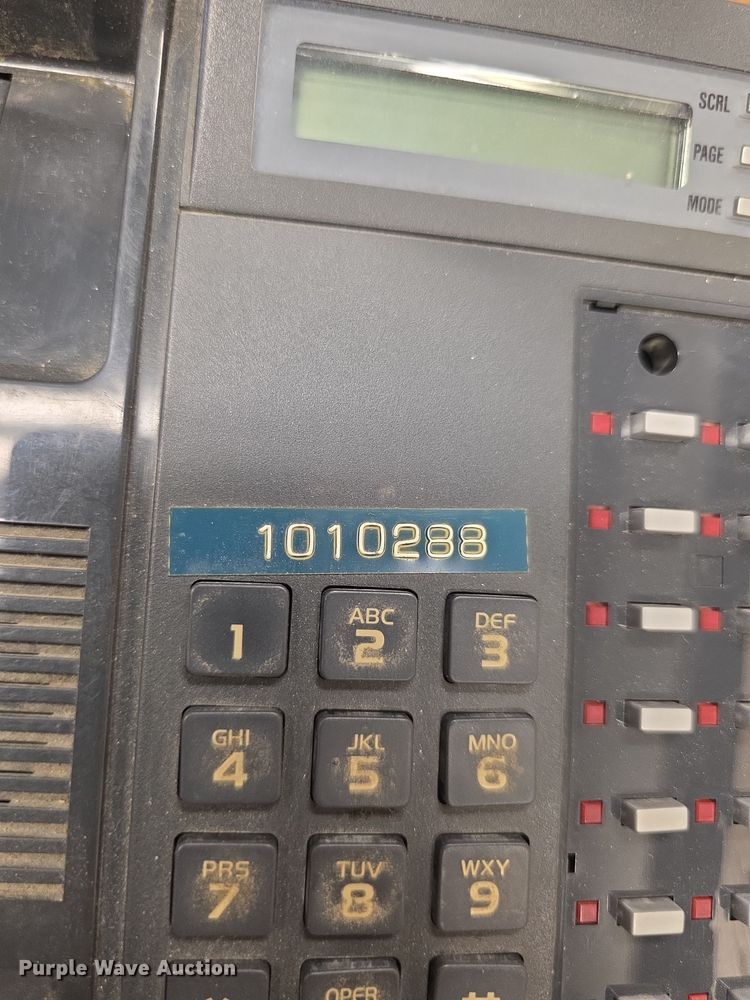 SCRL
PAGE
MODE
1010288
1 ABC 2 DEF 3
GHI 4 JKL 5 MNO 6
PRS 7 TUV 8 WXY 9
* OPER #
Purple Wave Auction